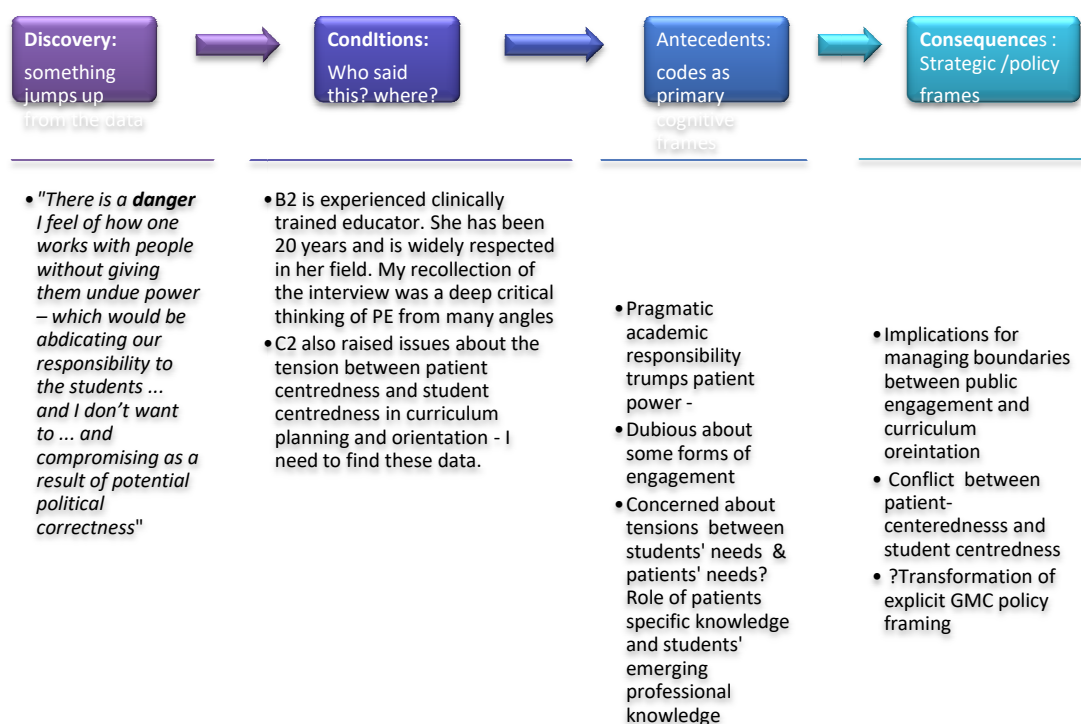 Discovery:
something
jumps up
from the data
CondItions:
Who said
this? where?
Antecedents:
codes as
primary
cognitive
frames
Consequences :
Strategic /policy
frames
• "There is a danger
I feel of how one
works with people
without giving
them undue power
– which would be
abdicating our
responsibility to
the students ...
and I don't want
to ... and
compromising as a
result of potential
political
correctness"
• B2 is experienced clinically
trained educator. She has been
20 years and is widely respected
in her field. My recollection of
the interview was a deep critical
thinking of PE from many angles
• C2 also raised issues about the
tension between patient
centredness and student
centredness in curriculum
planning and orientation - I
need to find these data.
• Pragmatic
academic
responsibility
trumps patient
power -
• Dubious about
some forms of
engagement
• Concerned about
tensions between
students' needs &
patients' needs?
Role of patients
specific knowledge
and students'
emerging
professional
knowledge
• Implications for
managing boundaries
between public
engagement and
curriculum
oreintation
• Conflict between
patient-
centerednesss and
student centredness
• ?Transformation of
explicit GMC policy
framing